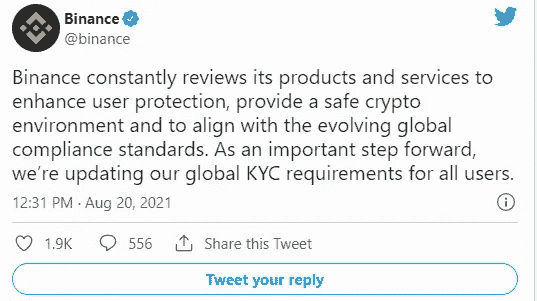 Binance
@binance
Binance constantly reviews its products and services to
enhance user protection, provide a safe crypto
environment and to align with the evolving global
compliance standards. As an important step forward,
we're updating our global KYC requirements for all users.
12:31 PM · Aug 20, 2021
1.9K 556 Share this Tweet
Tweet your reply